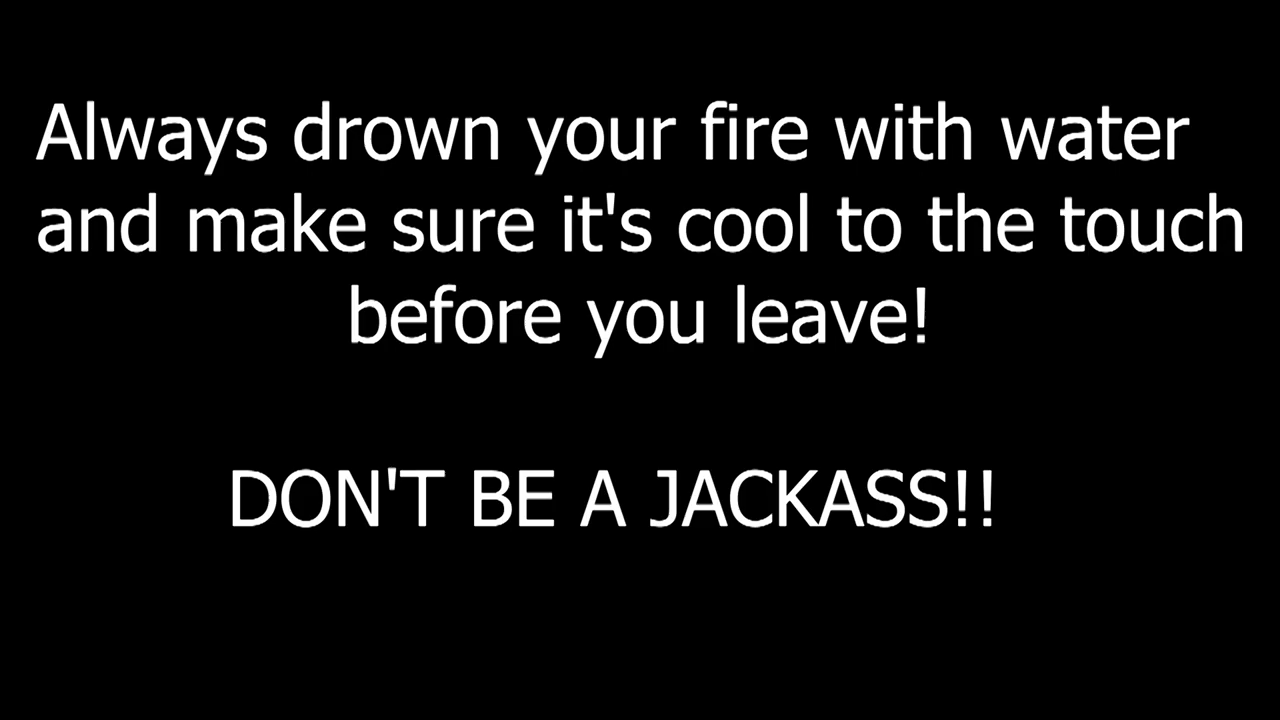 Always drown your fire with water
and make sure it's cool to the touch
before you leave!
DON'T BE A JACKASS!!